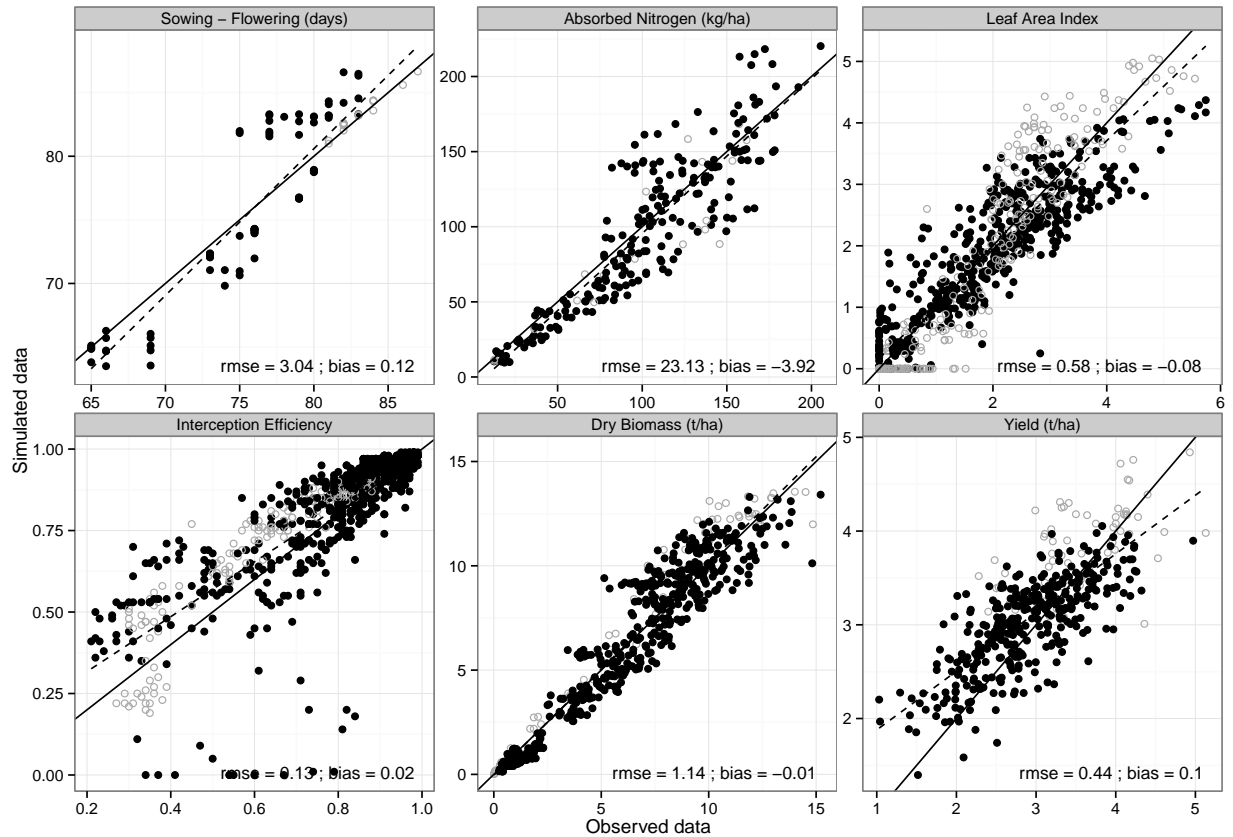 Sowing − Flowering (days) Absorbed Nitrogen (kg/ha) Leaf Area Index
80
70
rmse = 3.04 ; bias = 0.12
65 70 75 80 85
200
150
100
50
0
rmse = 23.13 ; bias = −3.92
50 100 150 200
5
4
3
2
1
0
rmse = 0.58 ; bias = −0.08
0 2 4 6
Simulated data
Interception Efficiency Dry Biomass (t/ha) Yield (t/ha)
1.00
0.75
0.50
0.25
0.00
rmse = 0.13 ; bias = 0.02
0.2 0.4 0.6 0.8 1.0
15
10
5
0
rmse = 1.14 ; bias = −0.01
0 5 10 15
5
4
3
2
rmse = 0.44 ; bias = 0.1
1 2 3 4 5
Observed data